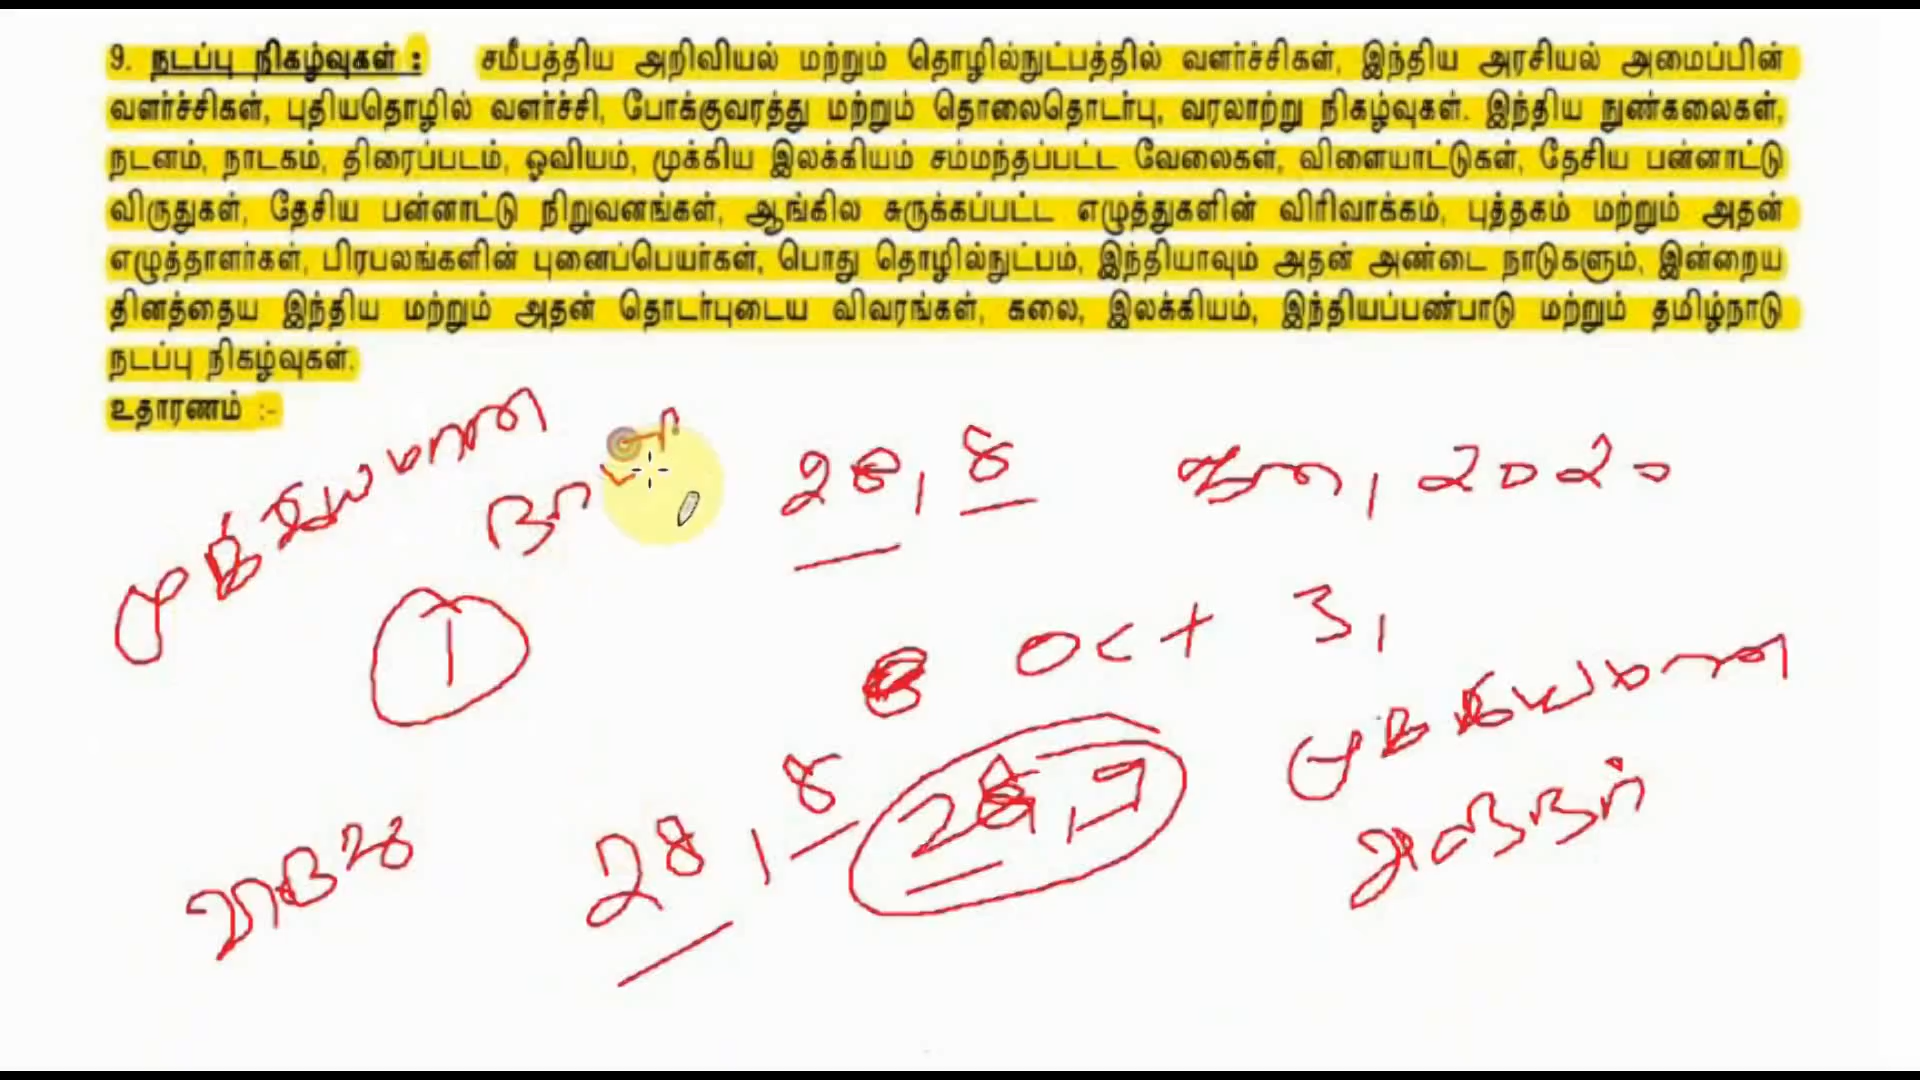 9. நடப்பு நிகழ்வுகள் : சமீபத்திய அறிவியல் மற்றும் தொழில்நுட்பத்தில் வளர்ச்சிகள், இந்திய அரசியல் அமைப்பின்
வளர்ச்சிகள், புதியதொழில் வளர்ச்சி, போக்குவரத்து மற்றும் தொலைதொடர்பு, வரலாற்று நிகழ்வுகள். இந்திய நுண்கலைகள்,
நடனம், நாடகம், திரைப்படம், ஓவியம், முக்கிய இலக்கியம் சம்மந்தப்பட்ட வேலைகள், விளையாட்டுகள், தேசிய பன்னாட்டு
விருதுகள், தேசிய பன்னாட்டு நிறுவனங்கள், ஆங்கில சுருக்கப்பட்ட எழுத்துகளின் விரிவாக்கம், புத்தகம் மற்றும் அதன்
எழுத்தாளர்கள், பிரபலங்களின் புனைப்பெயர்கள், பொது தொழில்நுட்பம், இந்தியாவும் அதன் அண்டை நாடுகளும், இன்றைய
தினத்தைய இந்திய மற்றும் அதன் தொடர்புடைய விவரங்கள், கலை, இலக்கியம், இந்தியப்பண்பாடு மற்றும் தமிழ்நாடு
நடப்பு நிகழ்வுகள்.
உதாரணம் :-
28, 8
, 2020
1
oct 3,
28, 8
28, 7